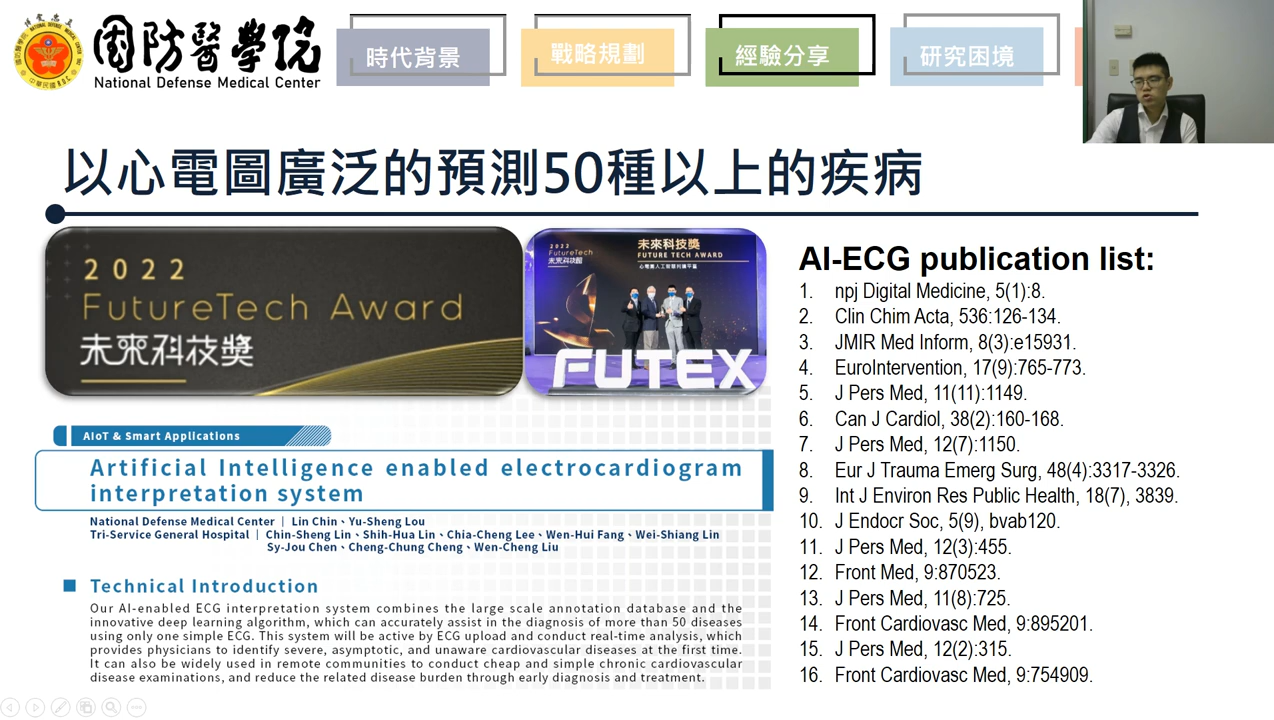 國防醫學院
National Defense Medical Center
時代背景
戰略規劃
經驗分享
研究困境
以心電圖廣泛的預測50種以上的疾病
2022
FutureTech Award
未來科技獎
2022
FutureTech
未來科技館
未來科技獎
FUTURE TECH AWARD
FUTEX
AIoT & Smart Applications
Artificial Intelligence enabled electrocardiogram
interpretation system
National Defense Medical Center | Lin Chin、Yu-Sheng Lou
Tri-Service General Hospital | Chin-Sheng Lin、Shih-Hua Lin、Chia-Cheng Lee、Wen-Hui Fang、Wei-Shiang Lin
Sy-Jou Chen、Cheng-Chung Cheng、Wen-Cheng Liu
Technical Introduction
Our AI-enabled ECG interpretation system combines the large scale annotation database and the
innovative deep learning algorithm, which can accurately assist in the diagnosis of more than 50 diseases
using only one simple ECG. This system will be active by ECG upload and conduct real-time analysis, which
provides physicians to identify severe, asymptotic, and unaware cardiovascular diseases at the first time.
It can also be widely used in remote communities to conduct cheap and simple chronic cardiovascular
disease examinations, and reduce the related disease burden through early diagnosis and treatment.
AI-ECG publication list:
1. npj Digital Medicine, 5(1):8.
2. Clin Chim Acta, 536:126-134.
3. JMIR Med Inform, 8(3):e15931.
4. EuroIntervention, 17(9):765-773.
5. J Pers Med, 11(11):1149.
6. Can J Cardiol, 38(2):160-168.
7. J Pers Med, 12(7):1150.
8. Eur J Trauma Emerg Surg, 48(4):3317-3326.
9. Int J Environ Res Public Health, 18(7), 3839.
10. J Endocr Soc, 5(9), bvab120.
11. J Pers Med, 12(3):455.
12. Front Med, 9:870523.
13. J Pers Med, 11(8):725.
14. Front Cardiovasc Med, 9:895201.
15. J Pers Med, 12(2):315.
16. Front Cardiovasc Med, 9:754909.